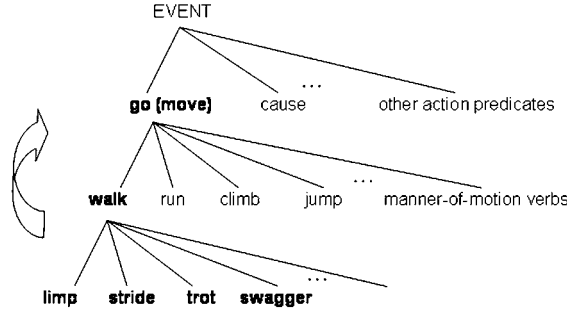 EVENT
...
go (move) cause other action predicates
...
walk run climb jump manner-of-motion verbs
...
limp stride trot swagger